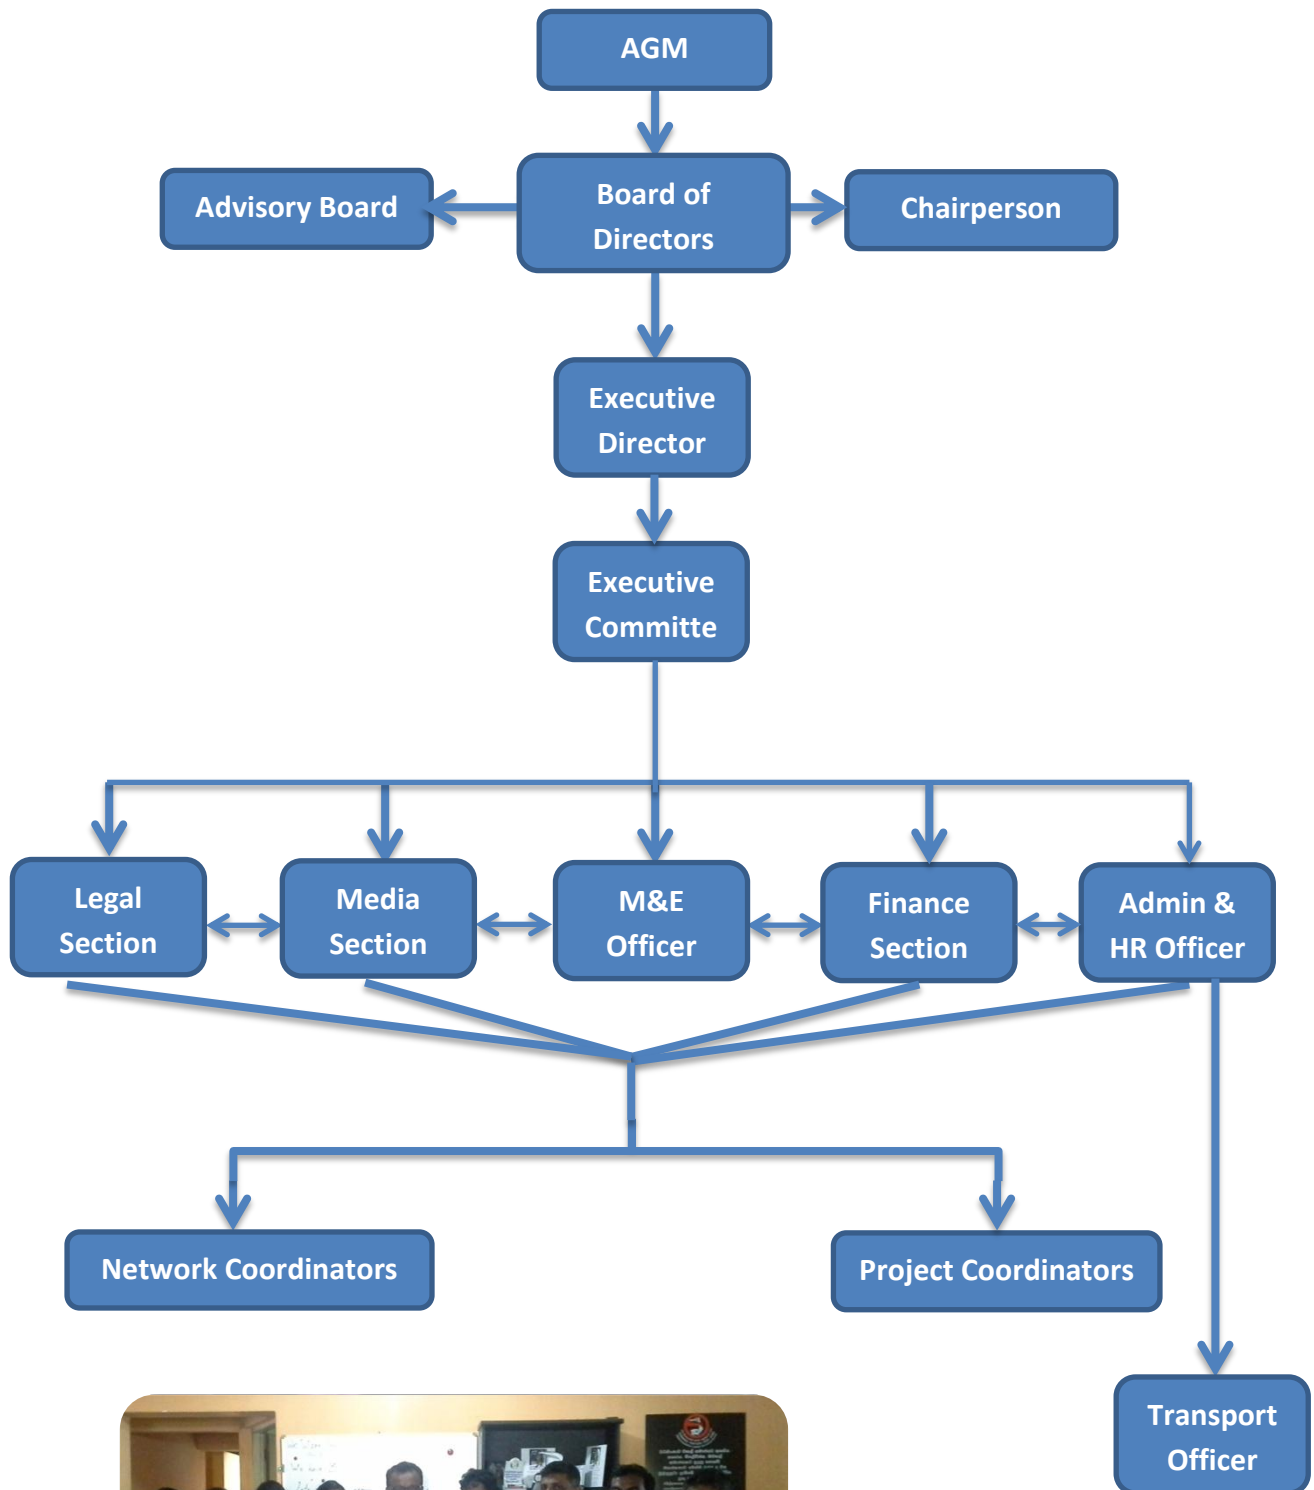 AGM
Advisory Board
Board of
Directors
Chairperson
Executive
Director
Executive
Committe
Legal
Section
Media
Section
M&E
Officer
Finance
Section
Admin &
HR Officer
Network Coordinators
Project Coordinators
Transport
Officer